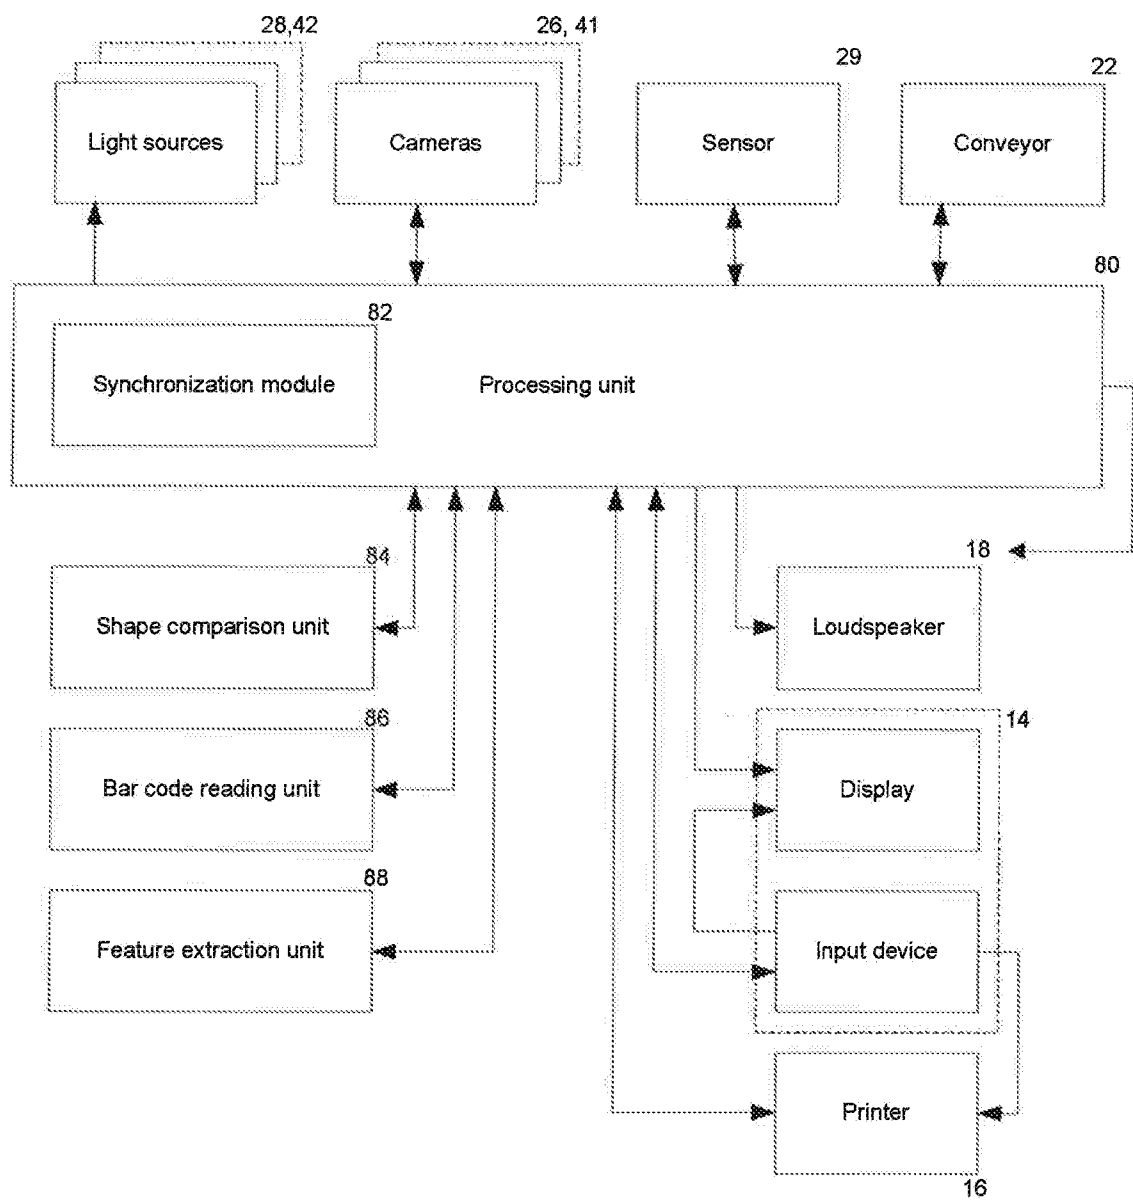 28,42
26, 41
29
22
Light sources
Cameras
Sensor
Conveyor
80
82
Synchronization module
Processing unit
84
18
Shape comparison unit
Loudspeaker
86
14
Bar code reading unit
Display
88
Feature extraction unit
Input device
Printer
16